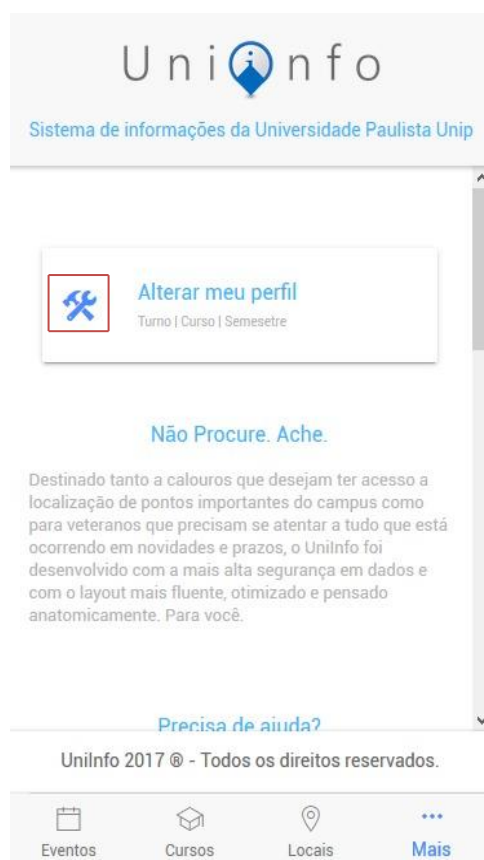 Uniinfo
Sistema de informações da Universidade Paulista Unip
Alterar meu perfil
Turno | Curso | Semesetre
Não Procure. Ache.
Destinado tanto a calouros que desejam ter acesso a
localização de pontos importantes do campus como
para veteranos que precisam se atentar a tudo que está
ocorrendo em novidades e prazos, o UniInfo foi
desenvolvido com a mais alta segurança em dados e
com o layout mais fluente, otimizado e pensado
anatomicamente. Para você.
Precisa de ajuda?
UniInfo 2017 ® - Todos os direitos reservados.
Eventos Cursos Locais Mais